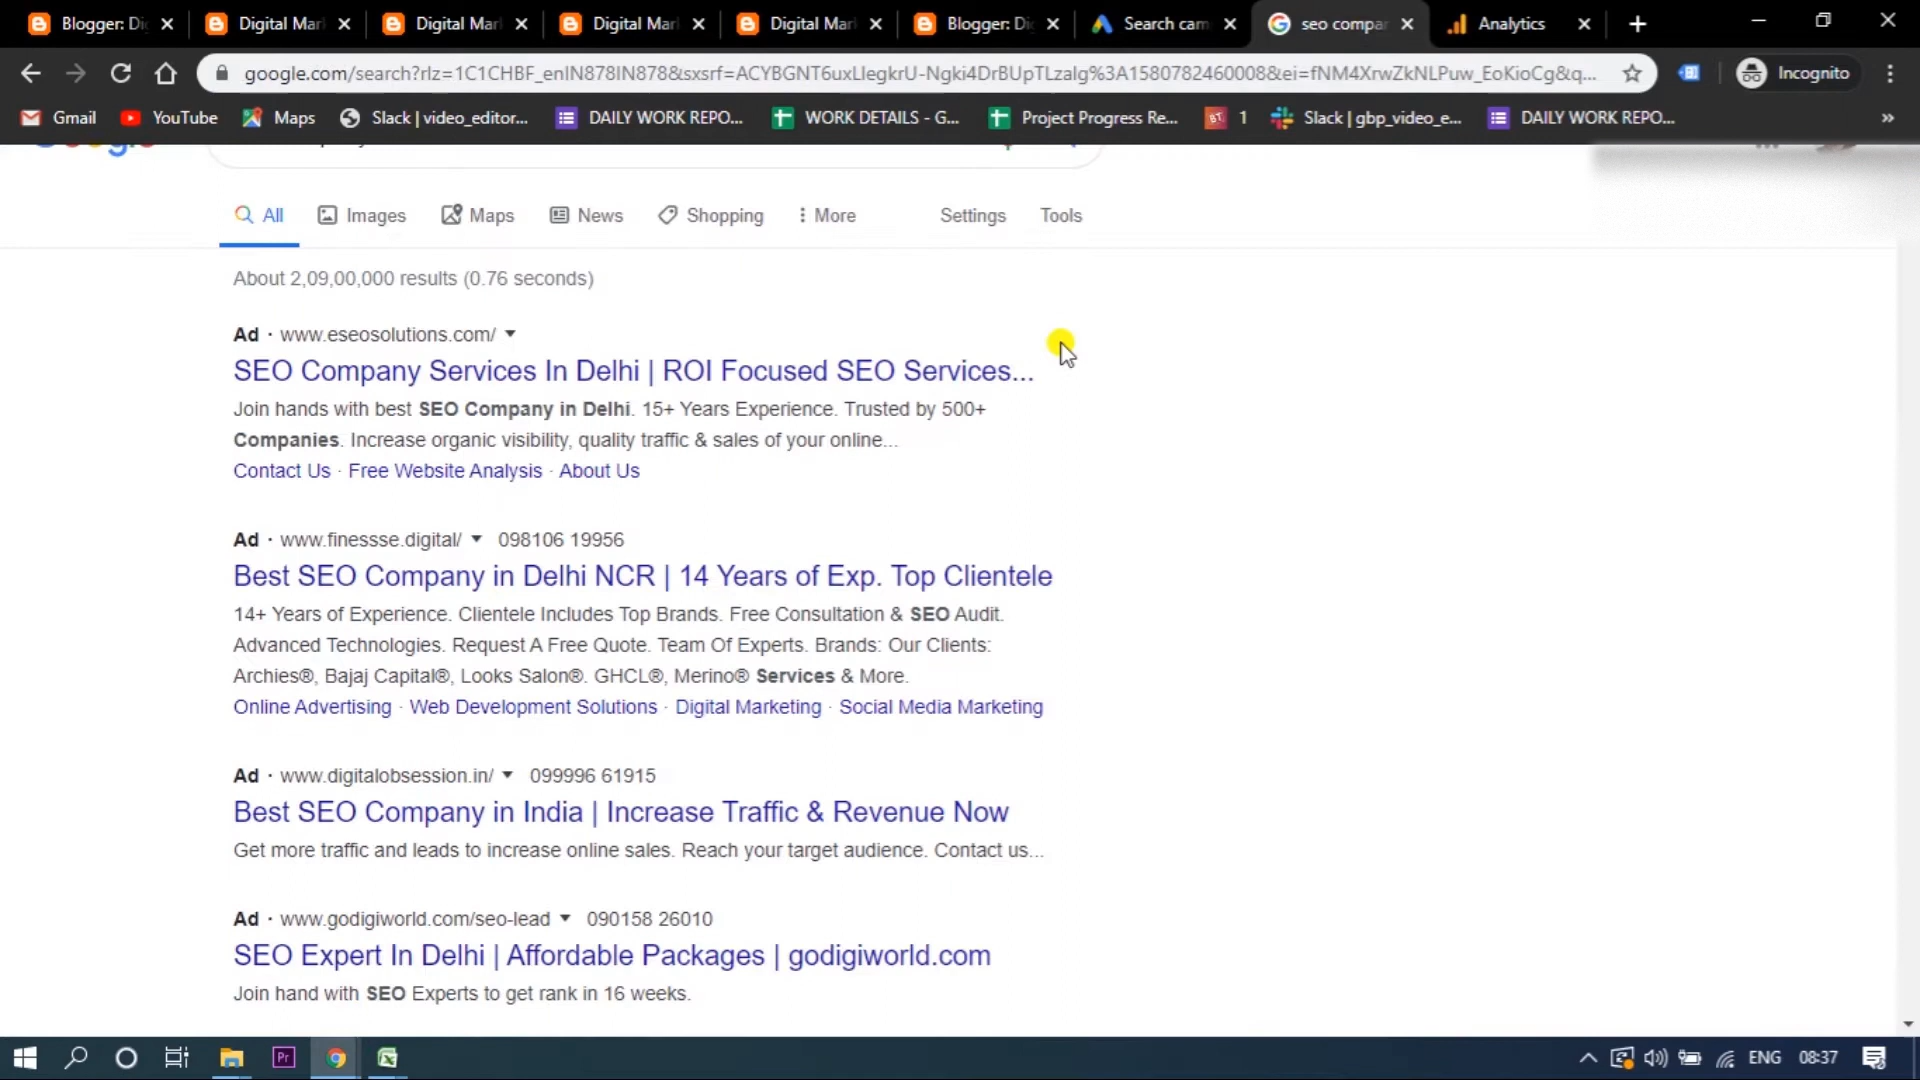 Blogger: Di
Digital Mar
Digital Mar
Digital Mar
Digital Mar
Blogger: Di
Search cam
seo compar
Analytics
google.com/search?rlz=1C1CHBF_enIN878IN878&sxsrf=ACYBGNT6uxLlegkrU-Ngki4DrBUpTLzaIg%3A1580782460008&ei=fNM4XrwZkNLPuw_EoKioCg&q...
Incognito
Gmail
YouTube
Maps
Slack | video_editor...
DAILY WORK REPO...
WORK DETAILS - G...
Project Progress Re...
1
Slack | gbp_video_e...
DAILY WORK REPO...
All
Images
Maps
News
Shopping
More
Settings
Tools
About 2,09,00,000 results (0.76 seconds)
Ad · www.eseosolutions.com/
SEO Company Services In Delhi | ROI Focused SEO Services...
Join hands with best SEO Company in Delhi. 15+ Years Experience. Trusted by 500+
Companies. Increase organic visibility, quality traffic & sales of your online...
Contact Us · Free Website Analysis · About Us
Ad · www.finessse.digital/ 098106 19956
Best SEO Company in Delhi NCR | 14 Years of Exp. Top Clientele
14+ Years of Experience. Clientele Includes Top Brands. Free Consultation & SEO Audit.
Advanced Technologies. Request A Free Quote. Team Of Experts. Brands: Our Clients:
Archies®, Bajaj Capital®, Looks Salon®. GHCL®, Merino® Services & More.
Online Advertising · Web Development Solutions · Digital Marketing · Social Media Marketing
Ad · www.digitalobsession.in/ 099996 61915
Best SEO Company in India | Increase Traffic & Revenue Now
Get more traffic and leads to increase online sales. Reach your target audience. Contact us...
Ad · www.godigiworld.com/seo-lead 090158 26010
SEO Expert In Delhi | Affordable Packages | godigiworld.com
Join hand with SEO Experts to get rank in 16 weeks.
Pr
ENG
08:37